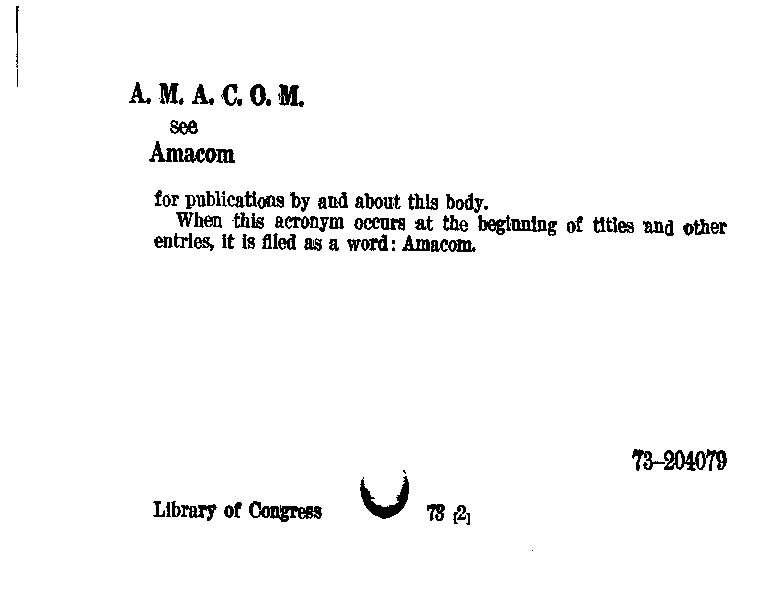 A. M. A. C. O. M.
see
Amacom
for publications by and about this body.
When this acronym occurs at the beginning of titles and other
entries, it is filed as a word: Amacom.
73–204079
Library of Congress 73 [2]